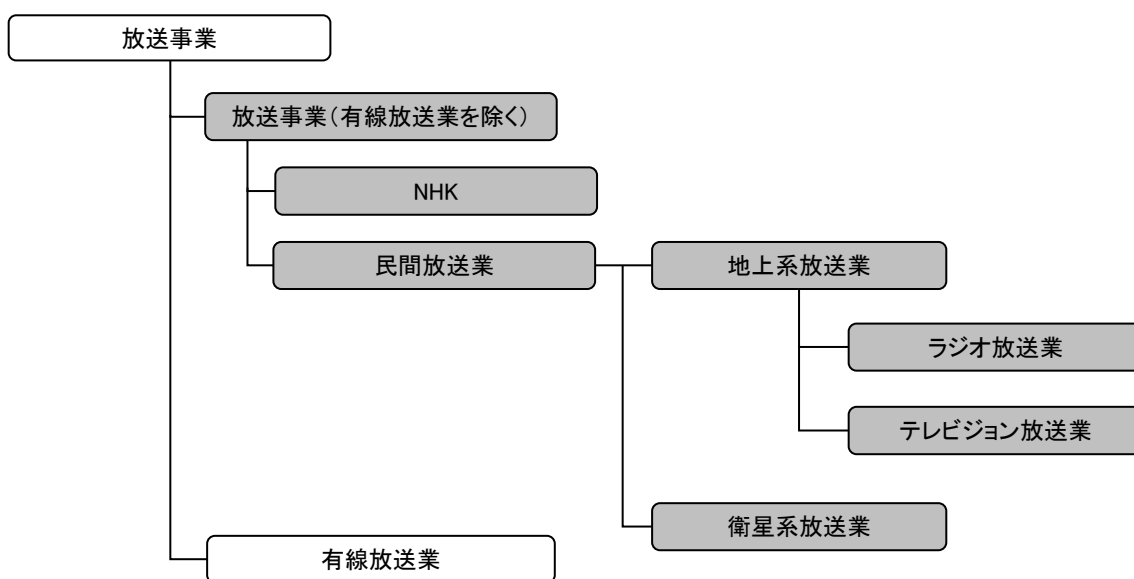 放送事業
放送事業(有線放送業を除く)
NHK
民間放送業
地上系放送業
ラジオ放送業
テレビジョン放送業
衛星系放送業
有線放送業